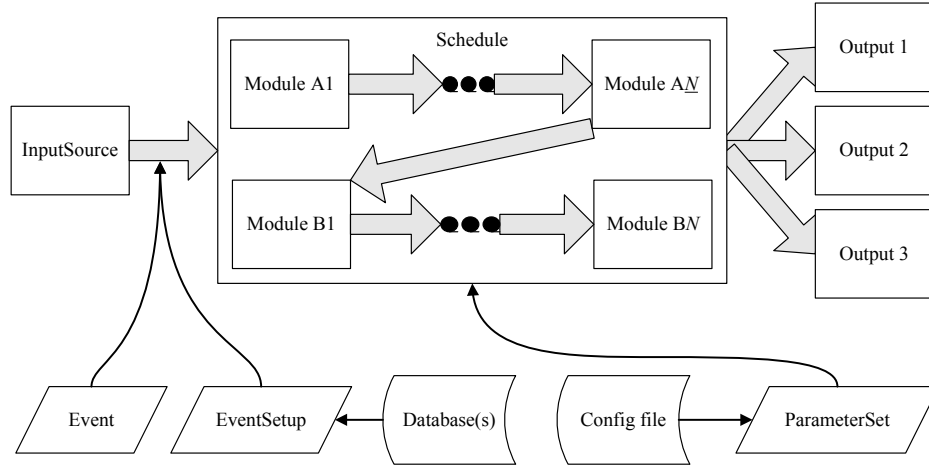 Schedule
Module A1
Module AN
Output 1
InputSource
Output 2
Module B1
Module BN
Output 3
Event
EventSetup
Database(s)
Config file
ParameterSet